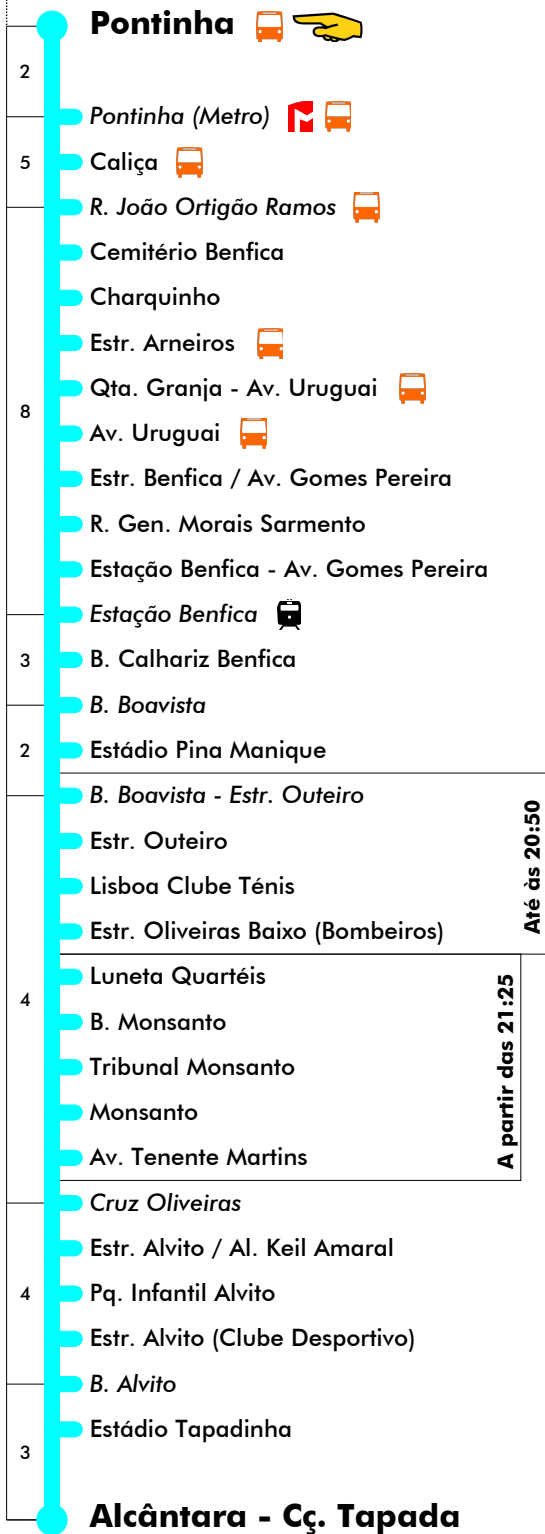 Pontinha
2
Pontinha (Metro)
5
Caliça
R. João Ortigão Ramos
Cemitério Benfica
Charquinho
Estr. Arneiros
Qta. Granja - Av. Uruguai
8
Av. Uruguai
Estr. Benfica / Av. Gomes Pereira
R. Gen. Morais Sarmento
Estação Benfica - Av. Gomes Pereira
Estação Benfica
3
B. Calhariz Benfica
B. Boavista
2
Estádio Pina Manique
B. Boavista - Estr. Outeiro
Estr. Outeiro
Lisboa Clube Ténis
Estr. Oliveiras Baixo (Bombeiros)
Até às 20:50
Luneta Quartéis
4
B. Monsanto
Tribunal Monsanto
Monsanto
Av. Tenente Martins
A partir das 21:25
Cruz Oliveiras
Estr. Alvito / Al. Keil Amaral
4
Pq. Infantil Alvito
Estr. Alvito (Clube Desportivo)
B. Alvito
Estádio Tapadinha
3
Alcântara - Cç. Tapada